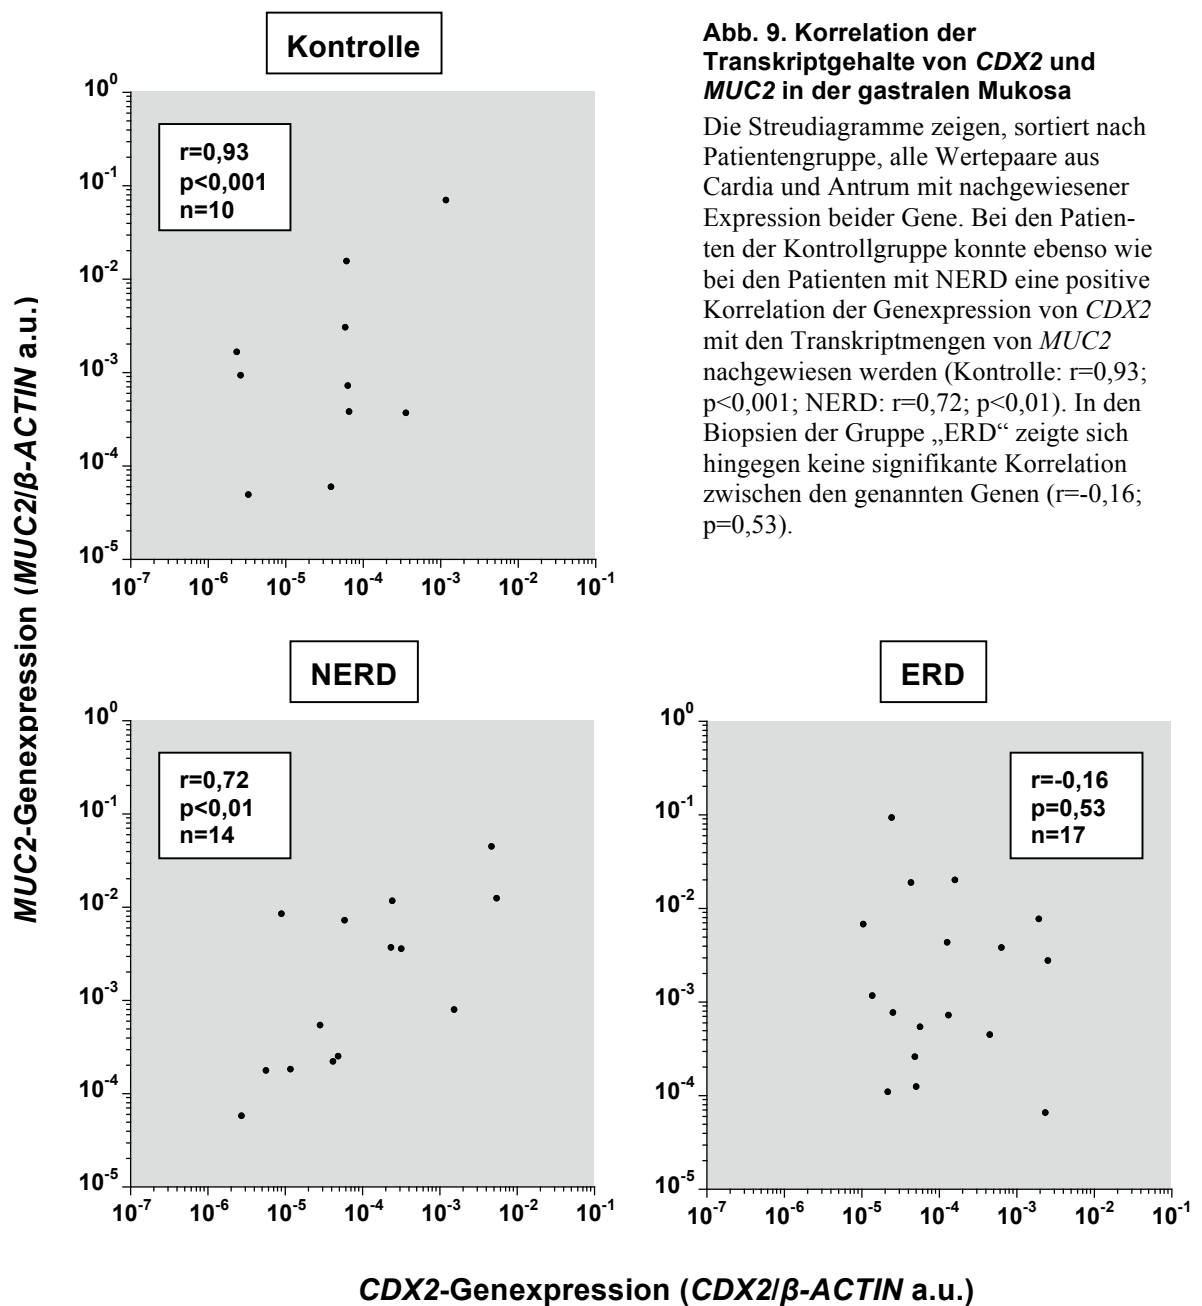 Kontrolle
r=0,93
p<0,001
n=10
10^0
10^-1
10^-2
10^-3
10^-4
10^-5
10^-7 10^-6 10^-5 10^-4 10^-3 10^-2 10^-1
Abb. 9. Korrelation der
Transkriptgehalte von CDX2 und
MUC2 in der gastralen Mukosa
Die Streudiagramme zeigen, sortiert nach
Patientengruppe, alle Wertepaare aus
Cardia und Antrum mit nachgewiesener
Expression beider Gene. Bei den Patien-
ten der Kontrollgruppe konnte ebenso wie
bei den Patienten mit NERD eine positive
Korrelation der Genexpression von CDX2
mit den Transkriptmengen von MUC2
nachgewiesen werden (Kontrolle: r=0,93;
p<0,001; NERD: r=0,72; p<0,01). In den
Biopsien der Gruppe „ERD“ zeigte sich
hingegen keine signifikante Korrelation
zwischen den genannten Genen (r=-0,16;
p=0,53).
MUC2-Genexpression (MUC2/β-ACTIN a.u.)
NERD
r=0,72
p<0,01
n=14
10^0
10^-1
10^-2
10^-3
10^-4
10^-5
10^-7 10^-6 10^-5 10^-4 10^-3 10^-2 10^-1
ERD
r=-0,16
p=0,53
n=17
10^0
10^-1
10^-2
10^-3
10^-4
10^-5
10^-7 10^-6 10^-5 10^-4 10^-3 10^-2 10^-1
CDX2-Genexpression (CDX2/β-ACTIN a.u.)